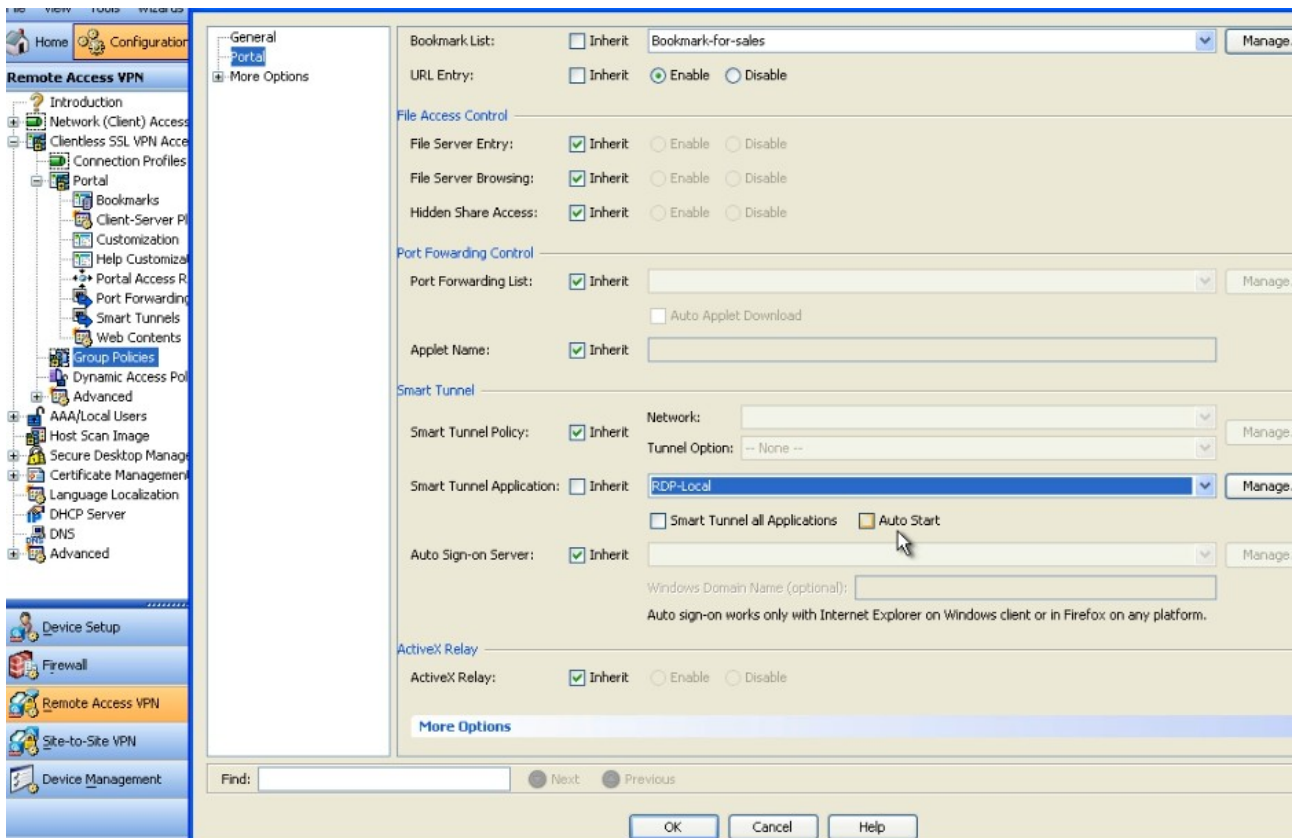 File View Tools Wizards
Home Configuration
Remote Access VPN
Introduction
Network (Client) Access
Clientless SSL VPN Acce
Connection Profiles
Portal
Bookmarks
Client-Server Pl
Customization
Help Customizat
Portal Access R
Port Forwarding
Smart Tunnels
Web Contents
Group Policies
Dynamic Access Pol
Advanced
AAA/Local Users
Host Scan Image
Secure Desktop Manage
Certificate Management
Language Localization
DHCP Server
DNS
Advanced
Device Setup
Firewall
Remote Access VPN
Site-to-Site VPN
Device Management
General
Portal
More Options
Bookmark List: Inherit Bookmark-for-sales Manage.
URL Entry: Inherit Enable Disable
File Access Control
File Server Entry: Inherit Enable Disable
File Server Browsing: Inherit Enable Disable
Hidden Share Access: Inherit Enable Disable
Port Fowarding Control
Port Forwarding List: Inherit Manage.
Auto Applet Download
Applet Name: Inherit
Smart Tunnel
Network:
Smart Tunnel Policy: Inherit Manage.
Tunnel Option: -- None --
Smart Tunnel Application: Inherit RDP-Local Manage.
Smart Tunnel all Applications Auto Start
Auto Sign-on Server: Inherit Manage.
Windows Domain Name (optional):
Auto sign-on works only with Internet Explorer on Windows client or in Firefox on any platform.
ActiveX Relay
ActiveX Relay: Inherit Enable Disable
More Options
Find: Next Previous
OK Cancel Help